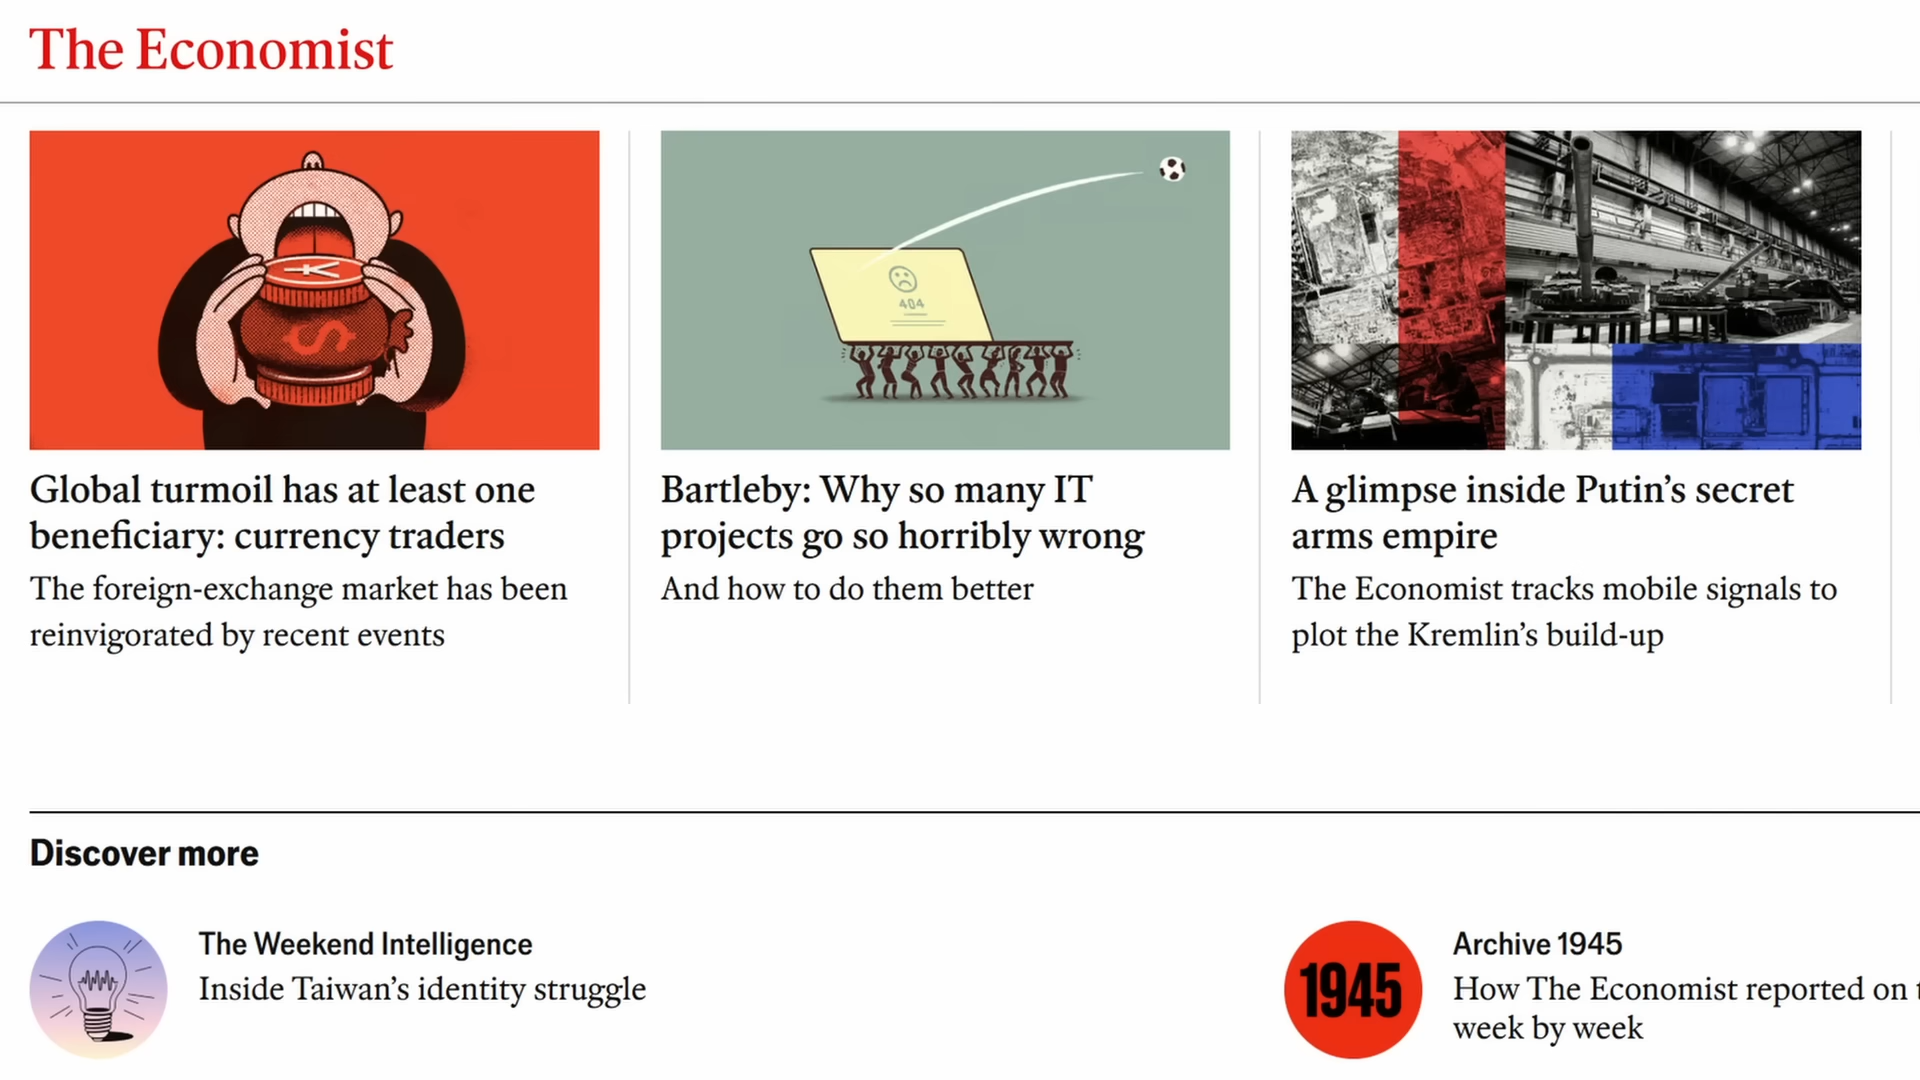 The Economist
404
Global turmoil has at least one
beneficiary: currency traders
The foreign-exchange market has been
reinvigorated by recent events
Bartleby: Why so many IT
projects go so horribly wrong
And how to do them better
A glimpse inside Putin’s secret
arms empire
The Economist tracks mobile signals to
plot the Kremlin’s build-up
Discover more
The Weekend Intelligence
Inside Taiwan’s identity struggle
1945
Archive 1945
How The Economist reported on
week by week